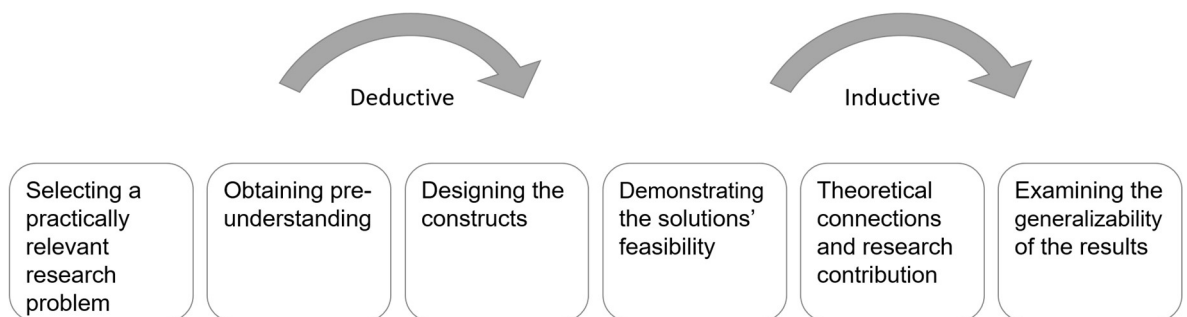 Deductive
Inductive
Selecting a
practically
relevant
research
problem
Obtaining pre-
understanding
Designing the
constructs
Demonstrating
the solutions’
feasibility
Theoretical
connections
and research
contribution
Examining the
generalizability
of the results